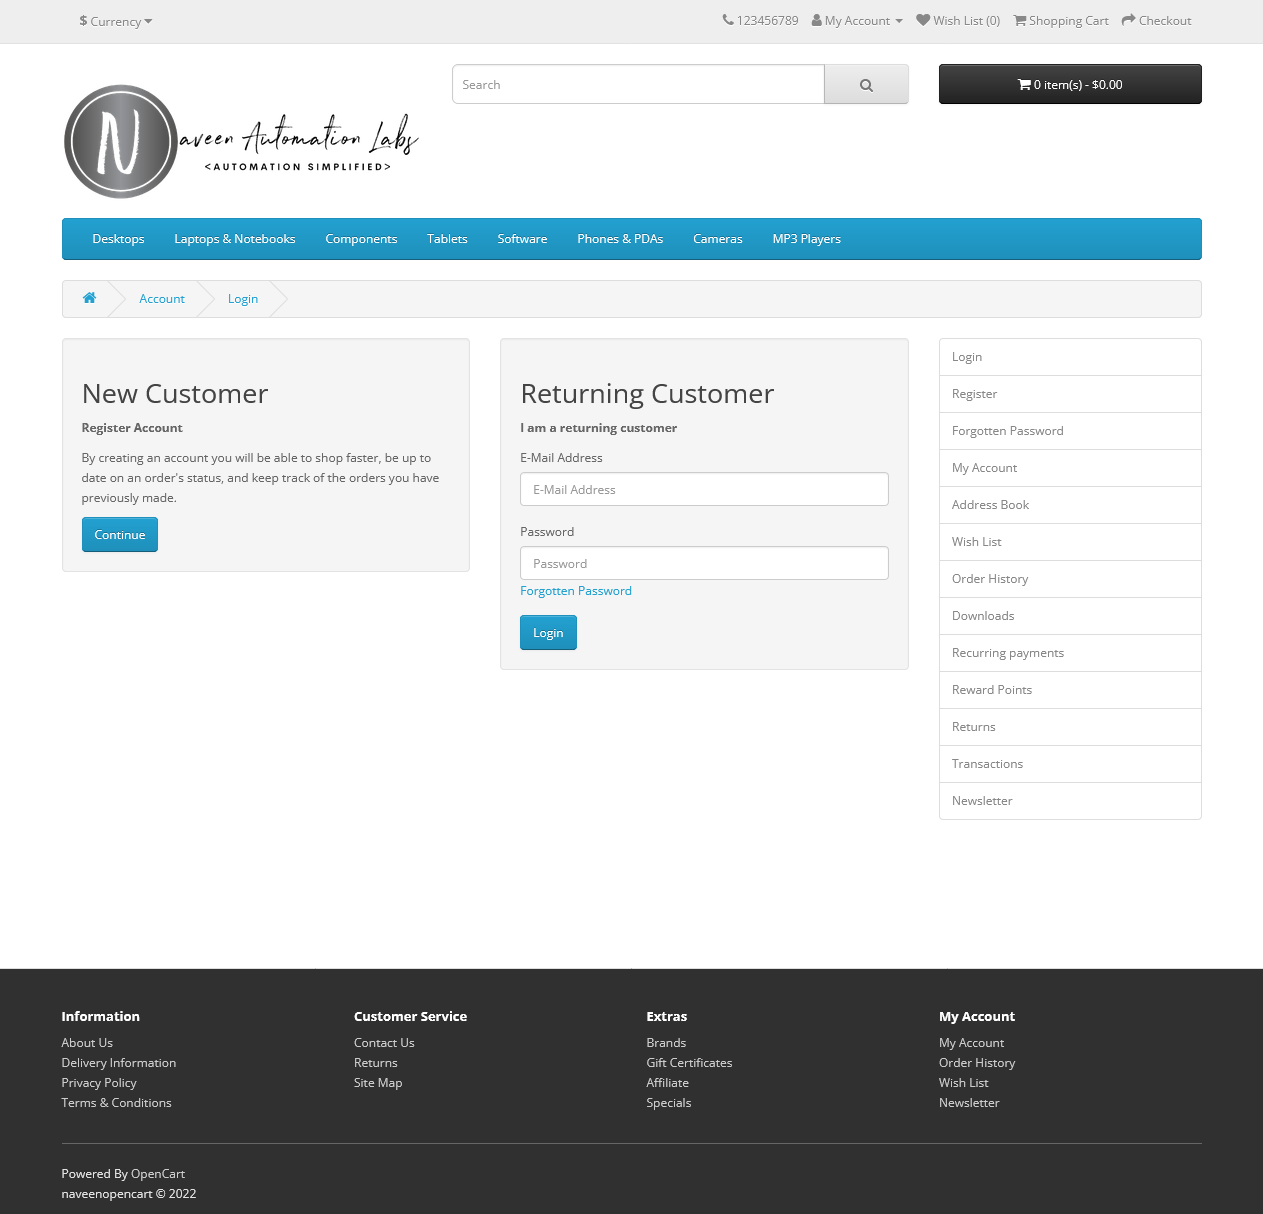 $ Currency
123456789 My Account Wish List (0) Shopping Cart Checkout
Naveen Automation Labs
<AUTOMATION SIMPLIFIED>
Search
0 item(s) - $0.00
Desktops Laptops & Notebooks Components Tablets Software Phones & PDAs Cameras MP3 Players
Account Login
New Customer
Register Account
By creating an account you will be able to shop faster, be up to
date on an order's status, and keep track of the orders you have
previously made.
Continue
Returning Customer
I am a returning customer
E-Mail Address
E-Mail Address
Password
Password
Forgotten Password
Login
Login
Register
Forgotten Password
My Account
Address Book
Wish List
Order History
Downloads
Recurring payments
Reward Points
Returns
Transactions
Newsletter
Information
About Us
Delivery Information
Privacy Policy
Terms & Conditions
Customer Service
Contact Us
Returns
Site Map
Extras
Brands
Gift Certificates
Affiliate
Specials
My Account
My Account
Order History
Wish List
Newsletter
Powered By OpenCart
naveenopencart © 2022